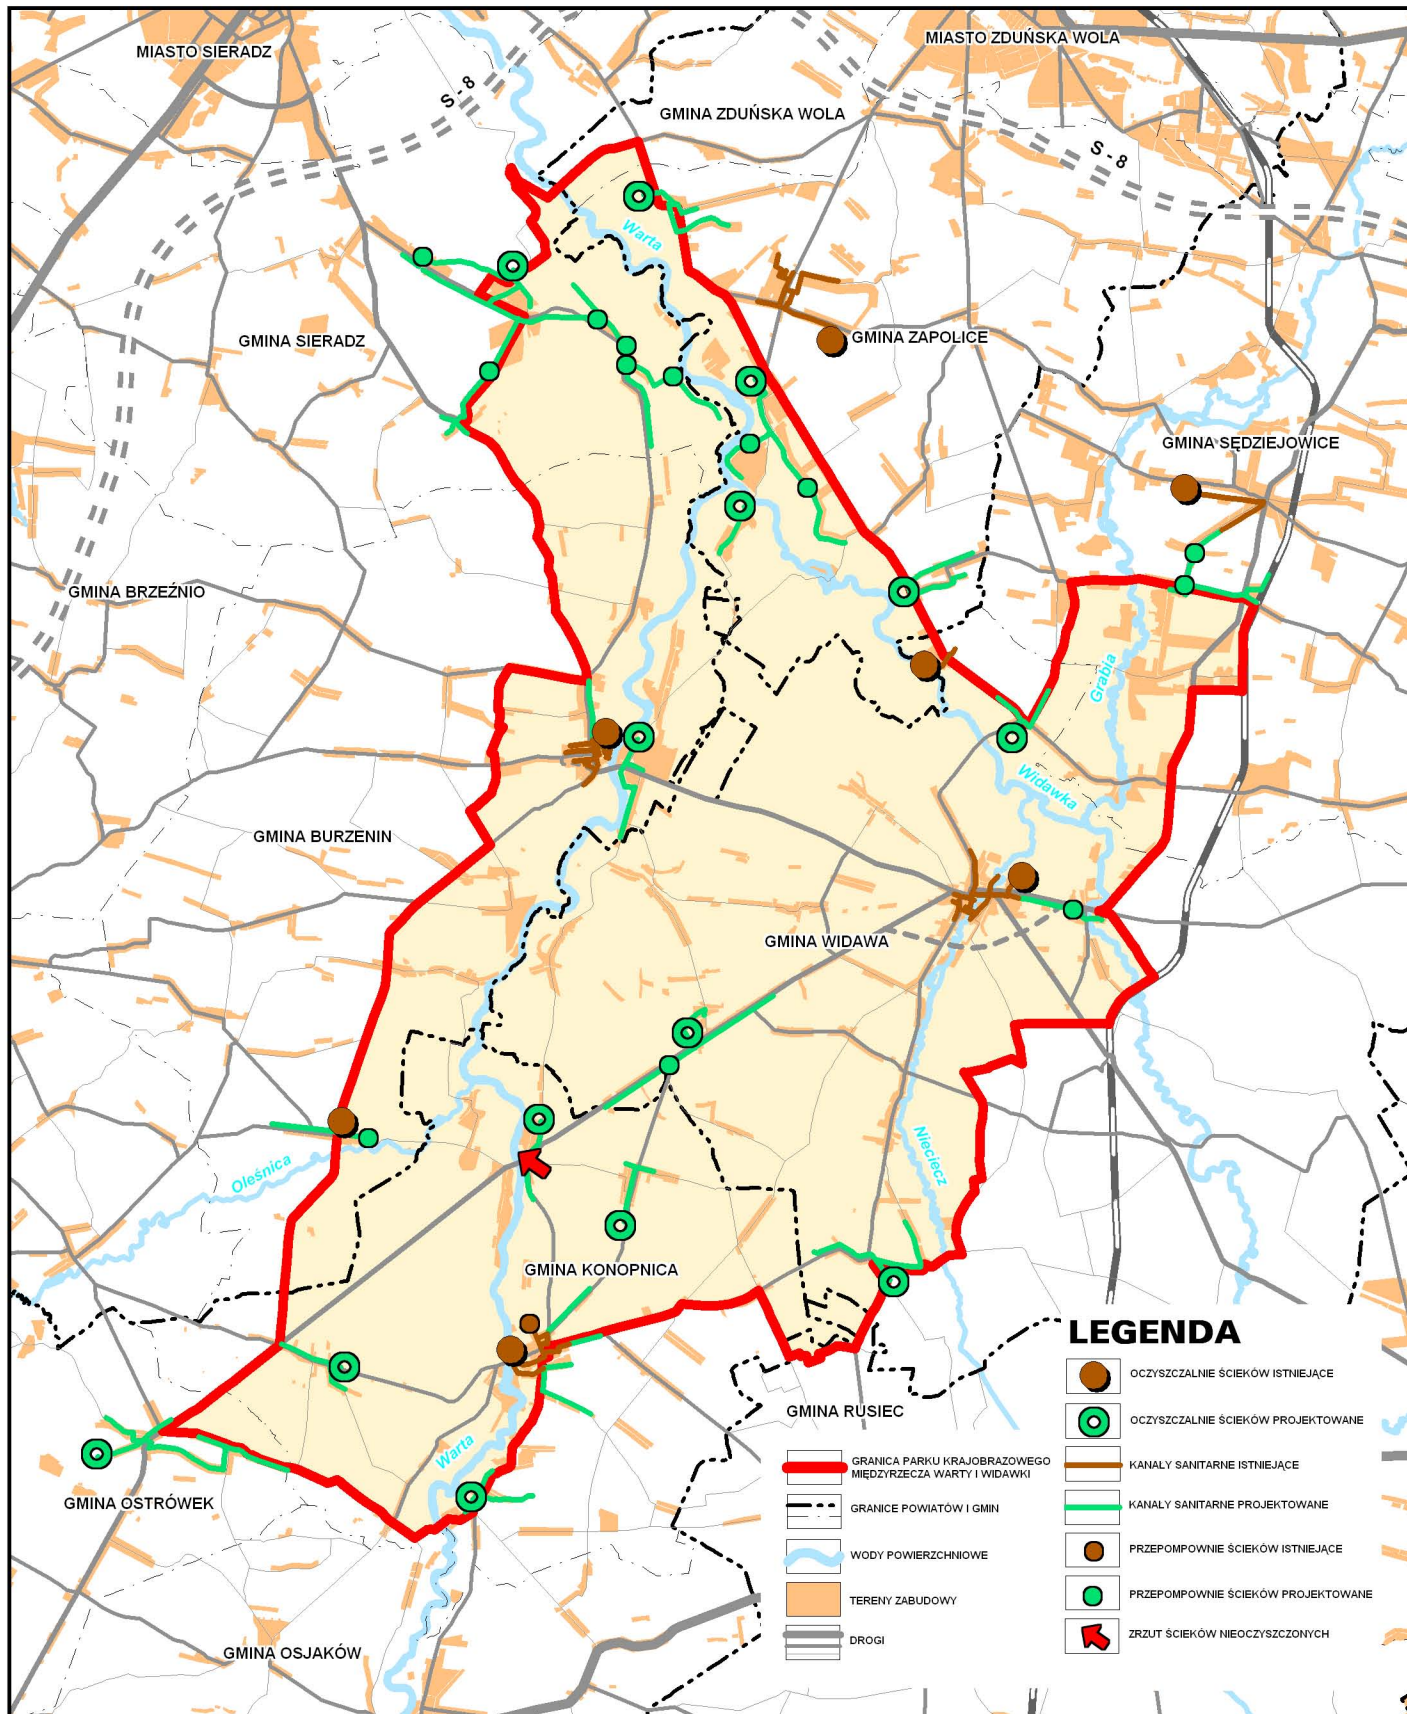 MIASTO SIERADZ
MIASTO ZDUŃSKA WOLA
S - 8
GMINA ZDUŃSKA WOLA
S - 8
Warta
GMINA SIERADZ
GMINA ZAPOLICE
GMINA SĘDZIEJOWICE
GMINA BRZEŹNIO
Grabia
Widawka
GMINA BURZENIN
GMINA WIDAWA
Nieciecz
Oleśnica
GMINA KONOPNICA
GMINA RUSIEC
Warta
GMINA OSTRÓWEK
GMINA OSJAKÓW
LEGENDA
OCZYSZCZALNIE ŚCIEKÓW ISTNIEJĄCE
OCZYSZCZALNIE ŚCIEKÓW PROJEKTOWANE
KANAŁY SANITARNE ISTNIEJĄCE
KANAŁY SANITARNE PROJEKTOWANE
PRZEPOMPOWNIE ŚCIEKÓW ISTNIEJĄCE
PRZEPOMPOWNIE ŚCIEKÓW PROJEKTOWANE
ZRZUT ŚCIEKÓW NIEOCZYSZCZONYCH
GRANICA PARKU KRAJOBRAZOWEGO
MIĘDZYRZECZA WARTY I WIDAWKI
GRANICE POWIATÓW I GMIN
WODY POWIERZCHNIOWE
TERENY ZABUDOWY
DROGI